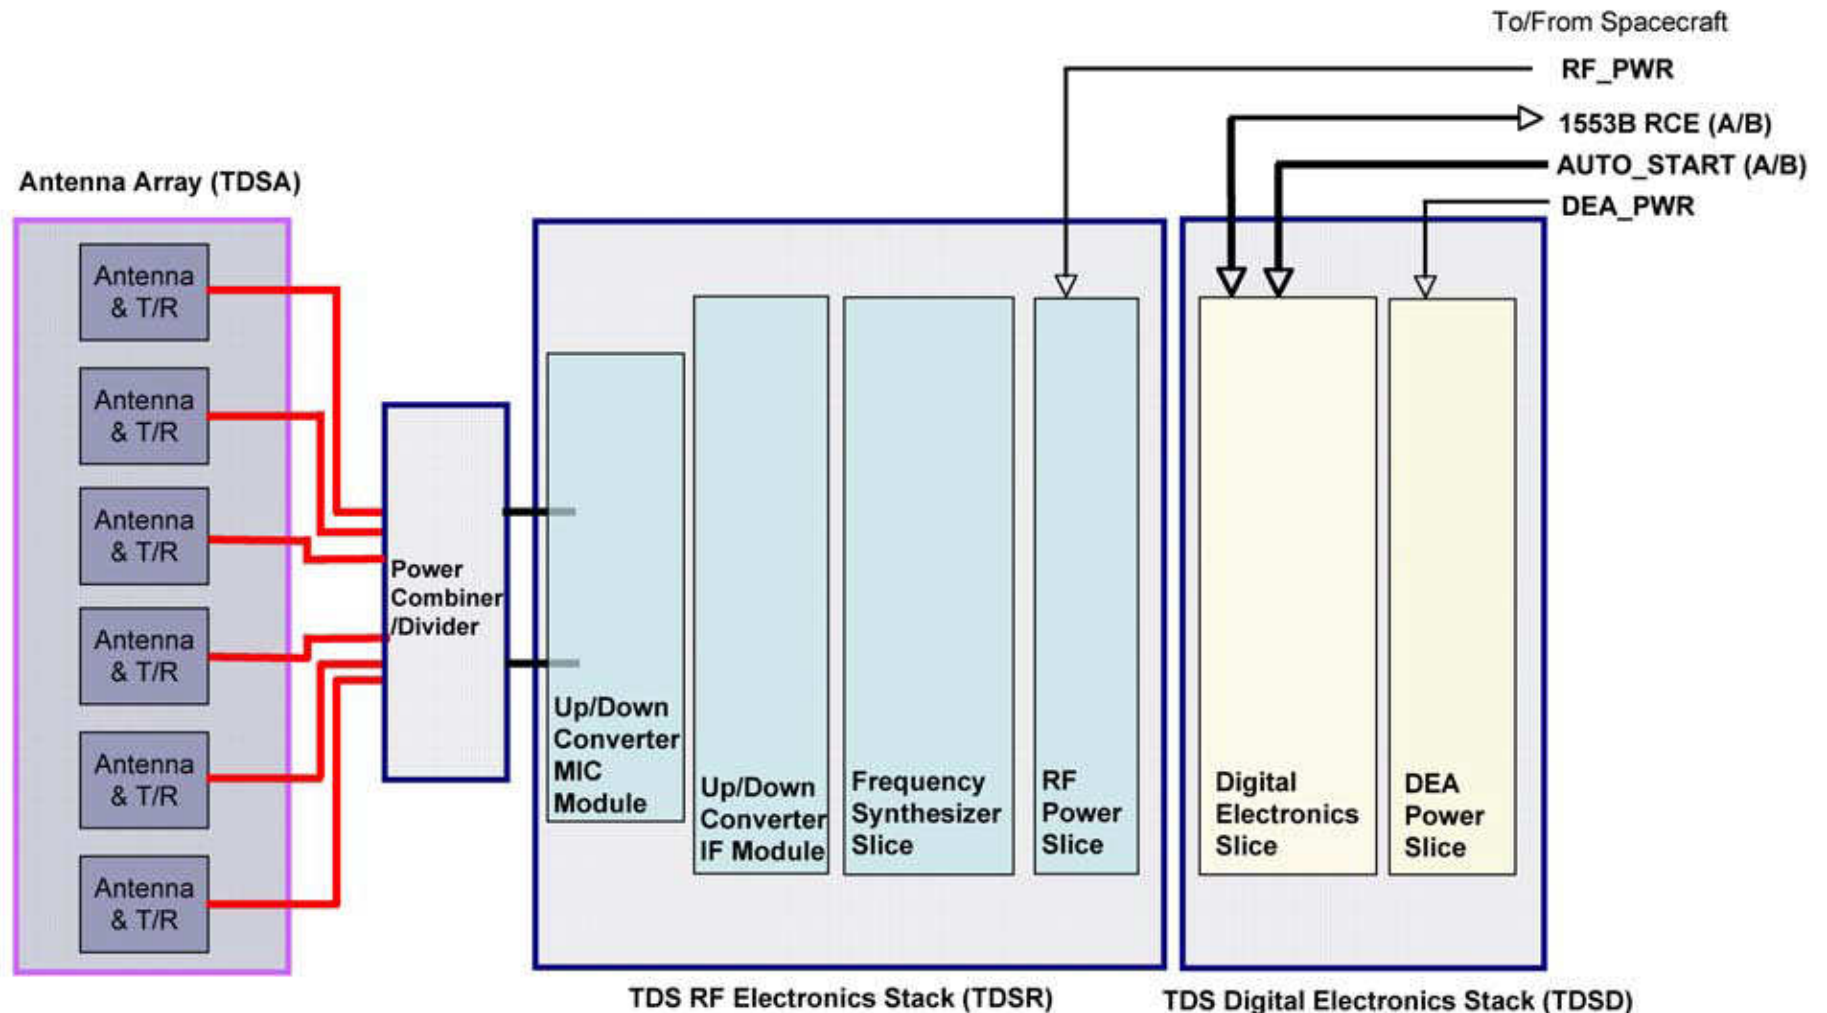 To/From Spacecraft
RF_PWR
1553B RCE (A/B)
AUTO_START (A/B)
DEA_PWR
Antenna Array (TDSA)
Antenna
& T/R
Antenna
& T/R
Antenna
& T/R
Antenna
& T/R
Antenna
& T/R
Antenna
& T/R
Power
Combiner
/Divider
Up/Down
Converter
MIC
Module
Up/Down
Converter
IF Module
Frequency
Synthesizer
Slice
RF
Power
Slice
Digital
Electronics
Slice
DEA
Power
Slice
TDS RF Electronics Stack (TDSR)
TDS Digital Electronics Stack (TDSD)